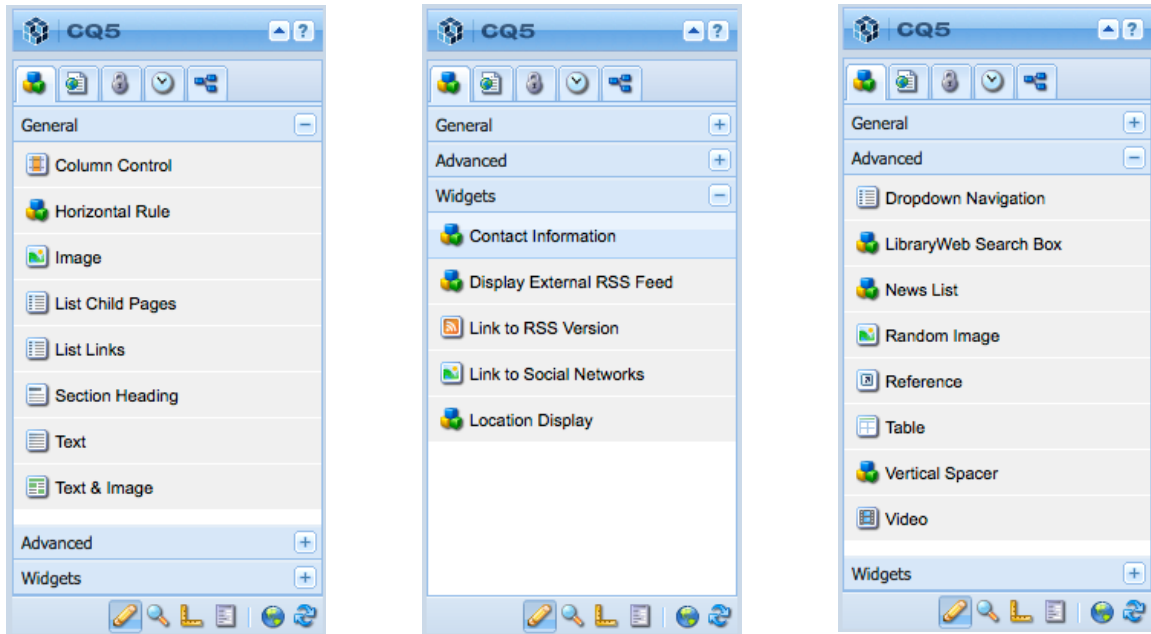 CQ5
?
General
Column Control
Horizontal Rule
Image
List Child Pages
List Links
Section Heading
Text
Text & Image
Advanced
Widgets
CQ5
?
General
Advanced
Widgets
Contact Information
Display External RSS Feed
Link to RSS Version
Link to Social Networks
Location Display
CQ5
?
General
Advanced
Dropdown Navigation
LibraryWeb Search Box
News List
Random Image
Reference
Table
Vertical Spacer
Video
Widgets